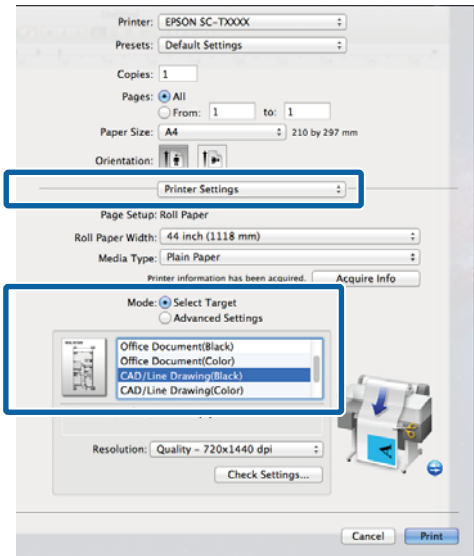 Printer: EPSON SC-TXXXX
Presets: Default Settings
Copies: 1
Pages: All
From: 1 to: 1
Paper Size: A4 210 by 297 mm
Orientation:
Printer Settings
Page Setup: Roll Paper
Roll Paper Width: 44 inch (1118 mm)
Media Type: Plain Paper
Printer information has been acquired. Acquire Info
Mode: Select Target
Advanced Settings
Office Document(Black)
Office Document(Color)
CAD/Line Drawing(Black)
CAD/Line Drawing(Color)
Resolution: Quality – 720x1440 dpi
Check Settings...
Cancel Print